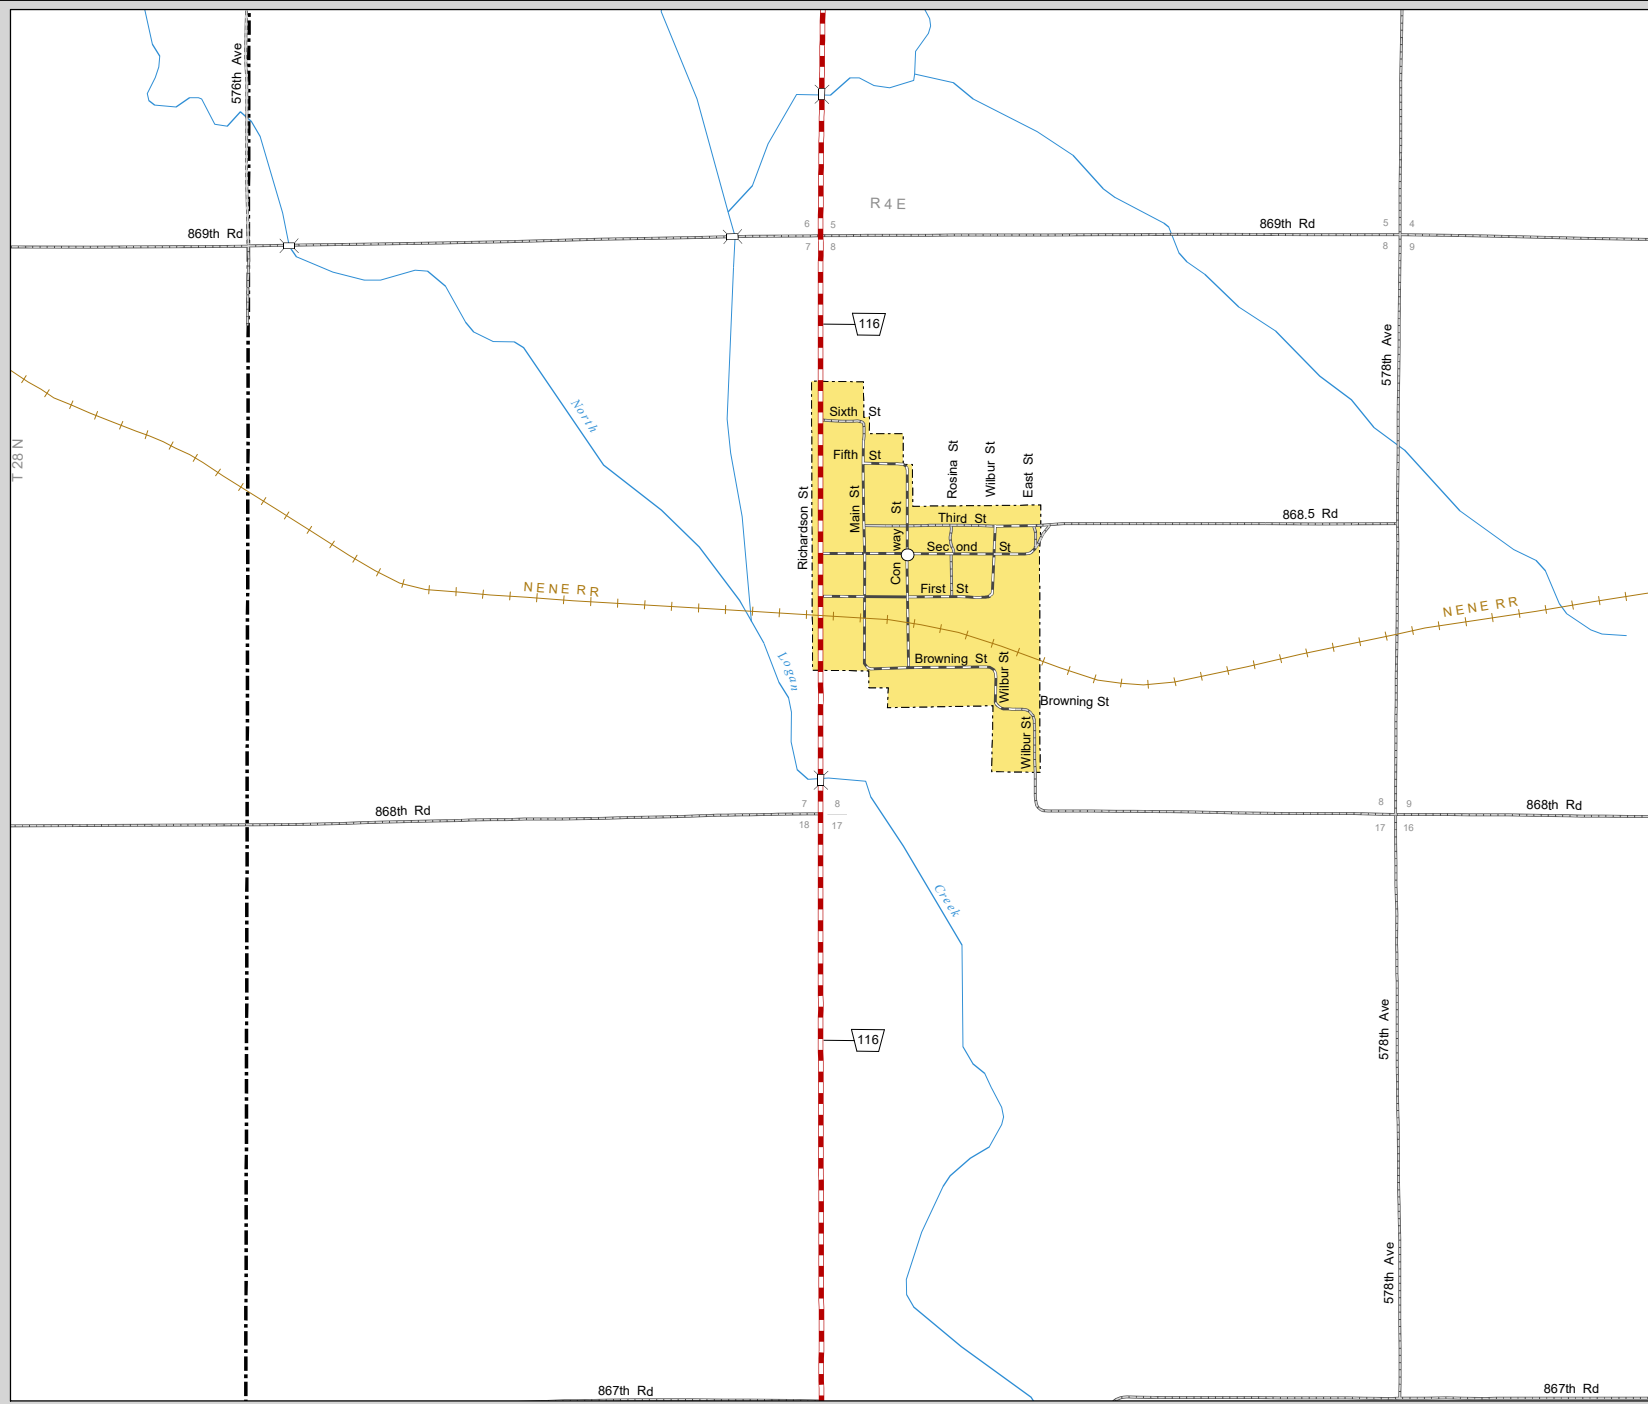 576th Ave
R 4 E
869th Rd
6 5
7 8
869th Rd
5 4
8 9
116
578th Ave
T 28 N
North
Sixth St
Fifth St
Rosina St
Wilbur St
East St
Richardson St
Main St
Conway St
Third St
868.5 Rd
Second St
First St
NENE RR
NENE RR
Logan
Browning St
Wilbur St
Browning St
Wilbur St
868th Rd
7 8
18 17
8 9
17 16
868th Rd
Creek
116
578th Ave
578th Ave
867th Rd
867th Rd